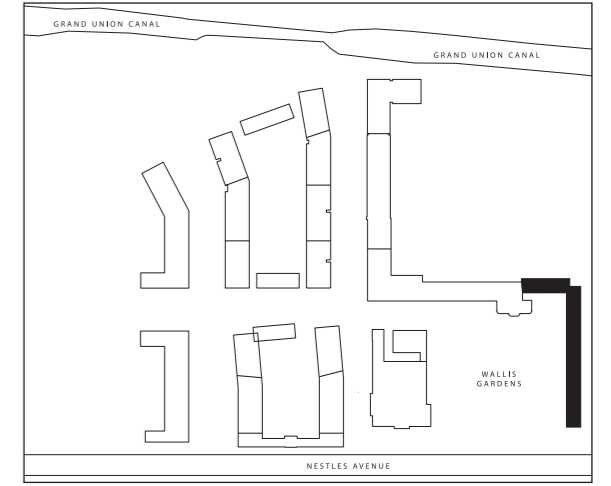 GRAND UNION CANAL
GRAND UNION CANAL
WALLIS
GARDENS
NESTLES AVENUE